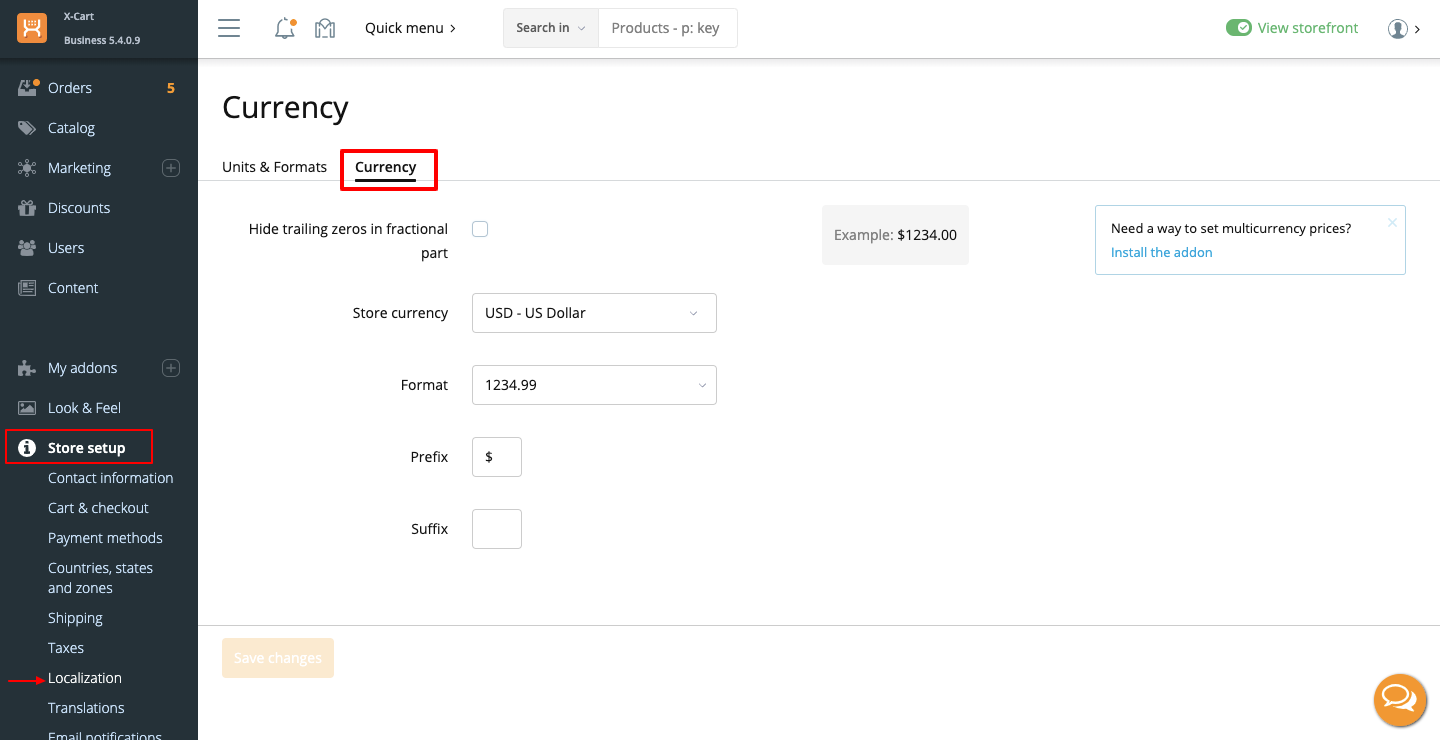 X-Cart
Business 5.4.0.9
Quick menu
Search in
Products - p: key
View storefront
Orders 5
Catalog
Marketing
Discounts
Users
Content
My addons
Look & Feel
Store setup
Contact information
Cart & checkout
Payment methods
Countries, states
and zones
Shipping
Taxes
Localization
Translations
Email notifications
Currency
Units & Formats
Currency
Hide trailing zeros in fractional
part
Example: $1234.00
Need a way to set multicurrency prices?
Install the addon
Store currency
USD - US Dollar
Format
1234.99
Prefix
$
Suffix
Save changes